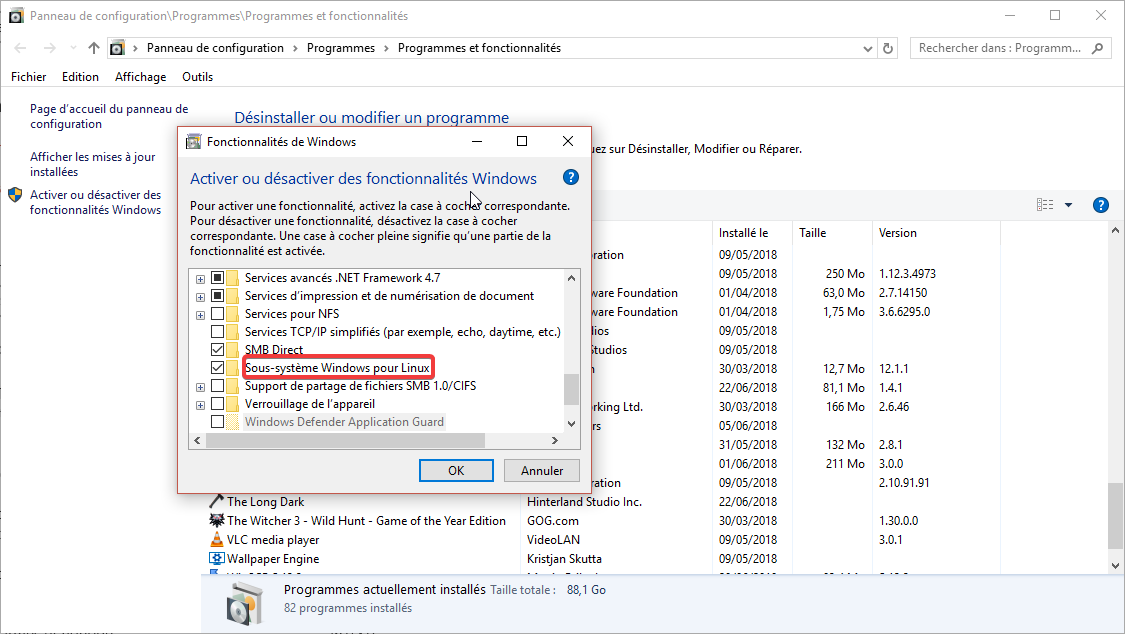 Panneau de configuration\Programmes\Programmes et fonctionnalités
Panneau de configuration > Programmes > Programmes et fonctionnalités
Rechercher dans : Programm...
Fichier Edition Affichage Outils
Page d'accueil du panneau de
configuration
Afficher les mises à jour
installées
Activer ou désactiver des
fonctionnalités Windows
Désinstaller ou modifier un programme
uez sur Désinstaller, Modifier ou Réparer.
Fonctionnalités de Windows
Activer ou désactiver des fonctionnalités Windows
Pour activer une fonctionnalité, activez la case à cocher correspondante.
Pour désactiver une fonctionnalité, désactivez la case à cocher
correspondante. Une case à cocher pleine signifie qu'une partie de la
fonctionnalité est activée.
Services avancés .NET Framework 4.7
Services d'impression et de numérisation de document
Services pour NFS
Services TCP/IP simplifiés (par exemple, echo, daytime, etc.)
SMB Direct
Sous-système Windows pour Linux
Support de partage de fichiers SMB 1.0/CIFS
Verrouillage de l'appareil
Windows Defender Application Guard
OK Annuler
Installé le Taille Version
ration 09/05/2018
09/05/2018 250 Mo 1.12.3.4973
ware Foundation 01/04/2018 63,0 Mo 2.7.14150
ware Foundation 01/04/2018 1,75 Mo 3.6.6295.0
dios 09/05/2018
Studios 09/05/2018
n 30/03/2018 12,7 Mo 12.1.1
22/06/2018 81,1 Mo 1.4.1
rking Ltd. 30/03/2018 166 Mo 2.6.46
rs 05/06/2018
31/05/2018 132 Mo 2.8.1
01/06/2018 211 Mo 3.0.0
ration 09/05/2018 2.10.91.91
The Long Dark Hinterland Studio Inc. 22/06/2018
The Witcher 3 - Wild Hunt - Game of the Year Edition GOG.com 30/03/2018 1.30.0.0
VLC media player VideoLAN 09/05/2018 3.0.1
Wallpaper Engine Kristjan Skutta 09/05/2018
Programmes actuellement installés Taille totale : 88,1 Go
82 programmes installés